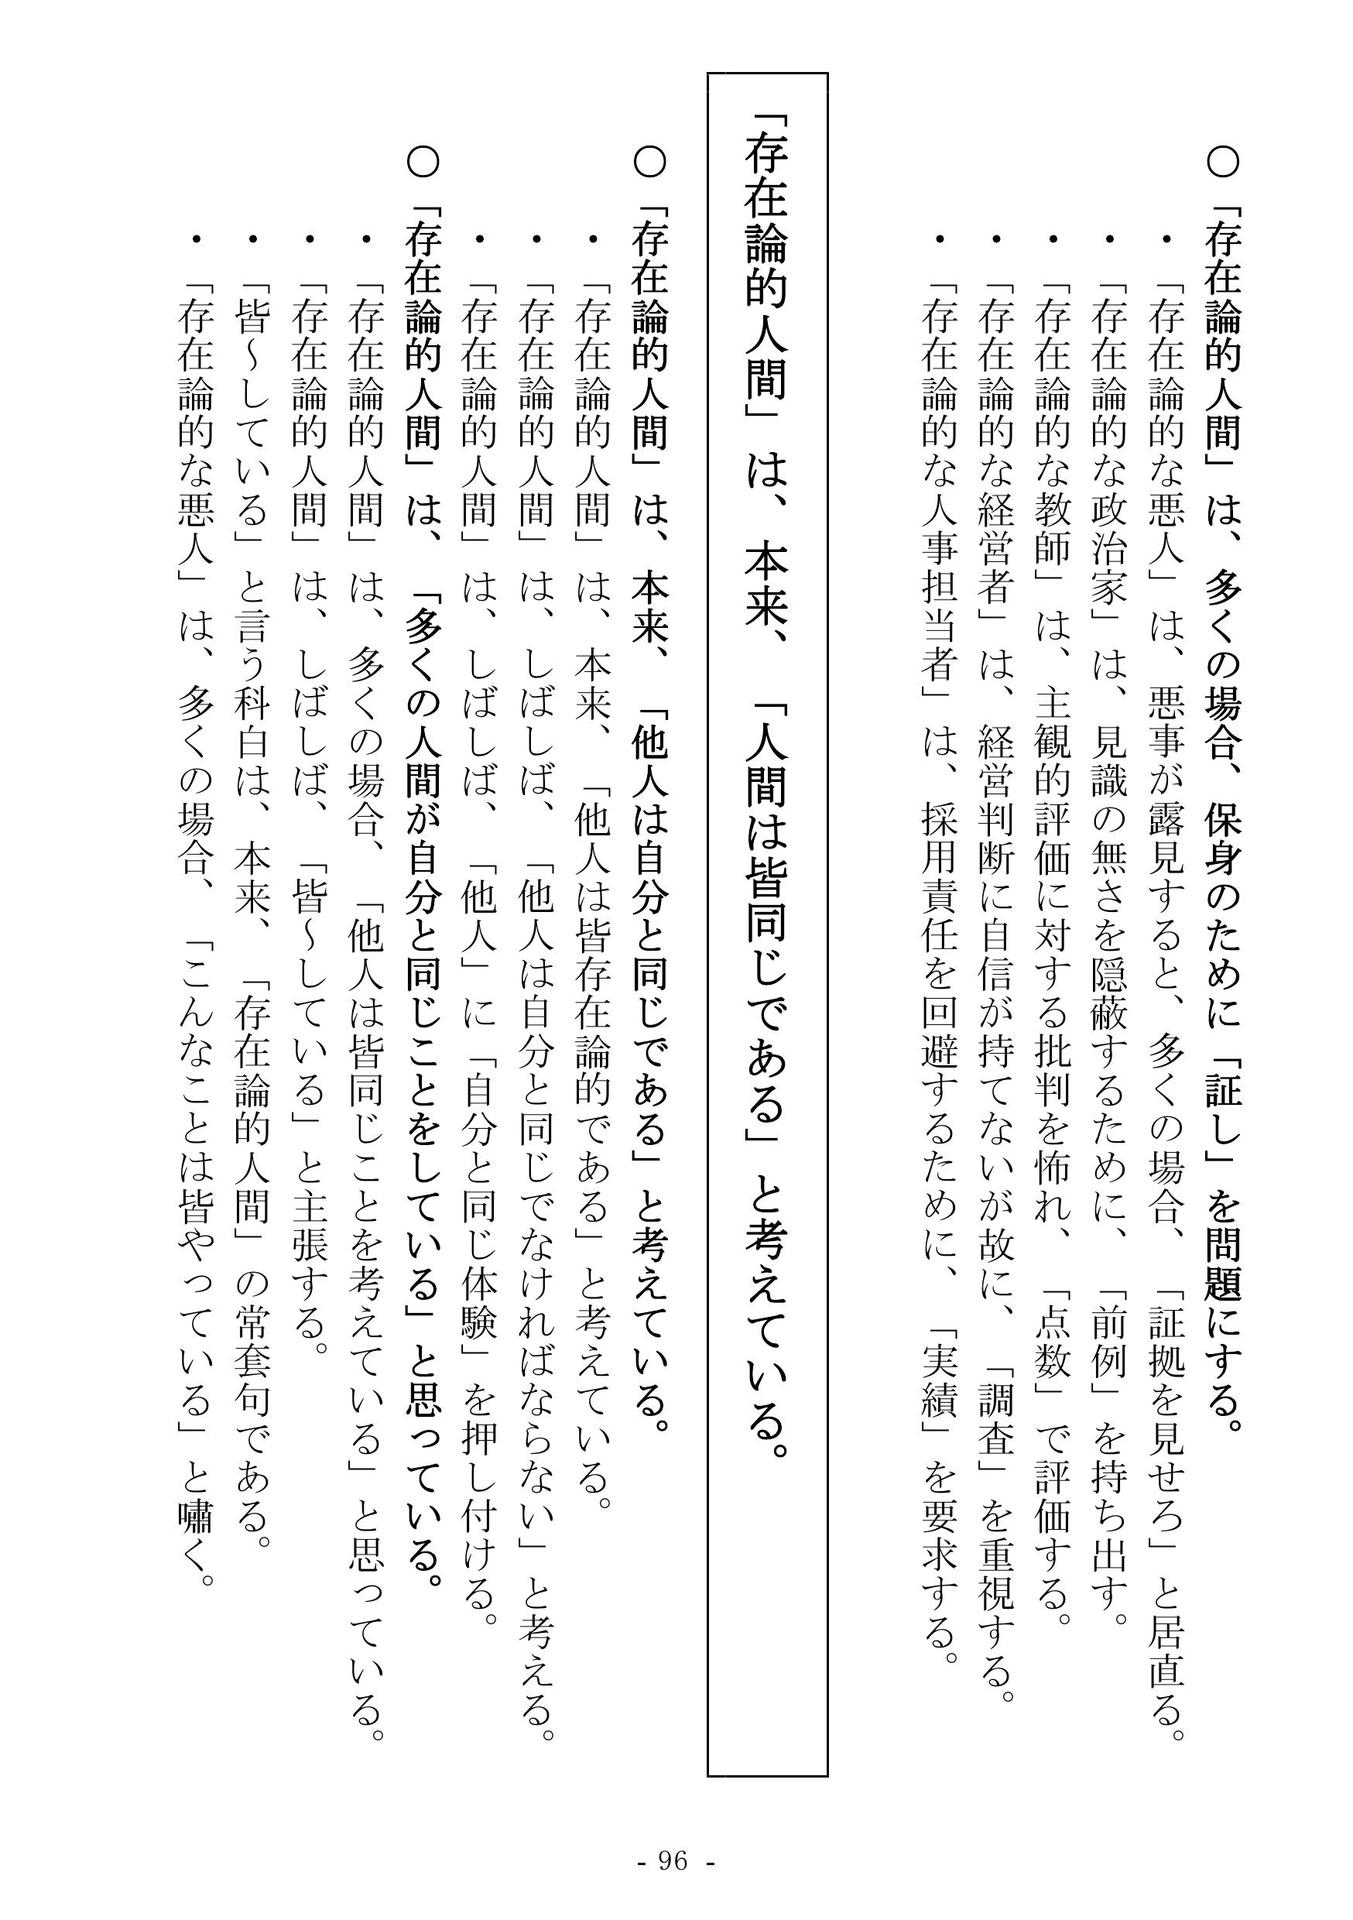 ○「存在論的人間」は、多くの場合、保身のために「証し」を問題にする。
・「存在論的な悪人」は、悪事が露見すると、多くの場合、「証拠を見せろ」と居直る。
・「存在論的な政治家」は、見識の無さを隠蔽するために、「前例」を持ち出す。
・「存在論的な教師」は、主観的評価に対する批判を怖れ、「点数」で評価する。
・「存在論的な経営者」は、経営判断に自信が持てないが故に、「調査」を重視する。
・「存在論的な人事担当者」は、採用責任を回避するために、「実績」を要求する。
「存在論的人間」は、本来、「人間は皆同じである」と考えている。
○「存在論的人間」は、本来、「他人は自分と同じである」と考えている。
・「存在論的人間」は、本来、「他人は皆存在論的である」と考えている。
・「存在論的人間」は、しばしば、「他人は自分と同じでなければならない」と考える。
・「存在論的人間」は、しばしば、「他人」に「自分と同じ体験」を押し付ける。
○「存在論的人間」は、「多くの人間が自分と同じことをしている」と思っている。
・「存在論的人間」は、多くの場合、「他人は皆同じことを考えている」と思っている。
・「存在論的人間」は、しばしば、「皆～している」と主張する。
・「皆～している」と言う科白は、本来、「存在論的人間」の常套句である。
・「存在論的な悪人」は、多くの場合、「こんなことは皆やっている」と嘯く。
- 96 -